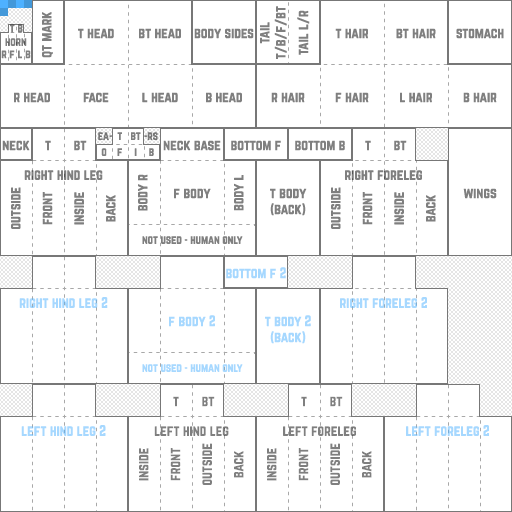 T B
HORN
R F L B
QT MARK
T HEAD
BT HEAD
BODY SIDES
TAIL
T/B/F/BT
TAIL L/R
T HAIR
BT HAIR
STOMACH
R HEAD
FACE
L HEAD
B HEAD
R HAIR
F HAIR
L HAIR
B HAIR
NECK
T
BT
EA- T BT -RS
O F I B
NECK BASE
BOTTOM F
BOTTOM B
T
BT
RIGHT HIND LEG
OUTSIDE
FRONT
INSIDE
BACK
BODY R
F BODY
BODY L
NOT USED - HUMAN ONLY
T BODY
(BACK)
RIGHT FORELEG
OUTSIDE
FRONT
INSIDE
BACK
WINGS
BOTTOM F 2
RIGHT HIND LEG 2
F BODY 2
NOT USED - HUMAN ONLY
T BODY 2
(BACK)
RIGHT FORELEG 2
T
BT
T
BT
LEFT HIND LEG 2
LEFT HIND LEG
INSIDE
FRONT
OUTSIDE
BACK
LEFT FORELEG
INSIDE
FRONT
OUTSIDE
BACK
LEFT FORELEG 2